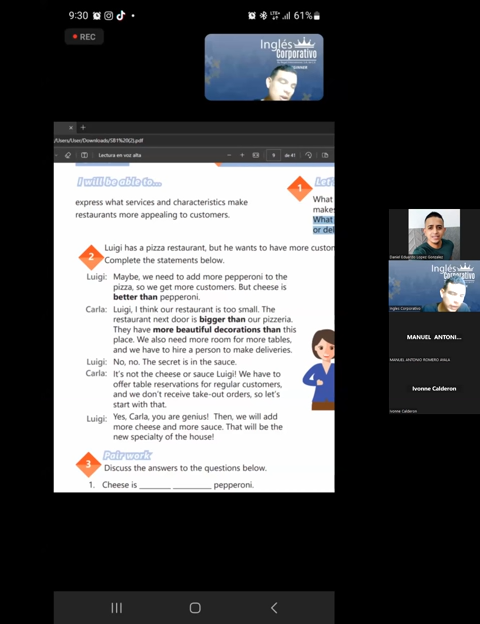 9:30
61%
REC
Inglés
Corporativo
/Users/User/Downloads/SB1%20(2).pdf
Lectura en voz alta
9
de 41
I will be able to...
express what services and characteristics make
restaurants more appealing to customers.
1
Let'
What
make
What
or del
2
Luigi has a pizza restaurant, but he wants to have more custom
Complete the statements below.
Luigi: Maybe, we need to add more pepperoni to the
pizza, so we get more customers. But cheese is
better than pepperoni.
Carla: Luigi, I think our restaurant is too small. The
restaurant next door is bigger than our pizzeria.
They have more beautiful decorations than this
place. We also need more room for more tables,
and we have to hire a person to make deliveries.
Luigi: No, no. The secret is in the sauce.
Carla: It's not the cheese or sauce Luigi! We have to
offer table reservations for regular customers,
and we don't receive take-out orders, so let's
start with that.
Luigi: Yes, Carla, you are genius! Then, we will add
more cheese and more sauce. That will be the
new specialty of the house!
3
Pair work
Discuss the answers to the questions below.
1. Cheese is _______ _________ pepperoni.
Daniel Eduardo Lopez Gonzalez
Inglés
Corporativo
Ingles Corporativo
MANUEL ANTONI...
MANUEL ANTONIO ROMERO AVALA
Ivonne Calderon
Ivonne Calderon